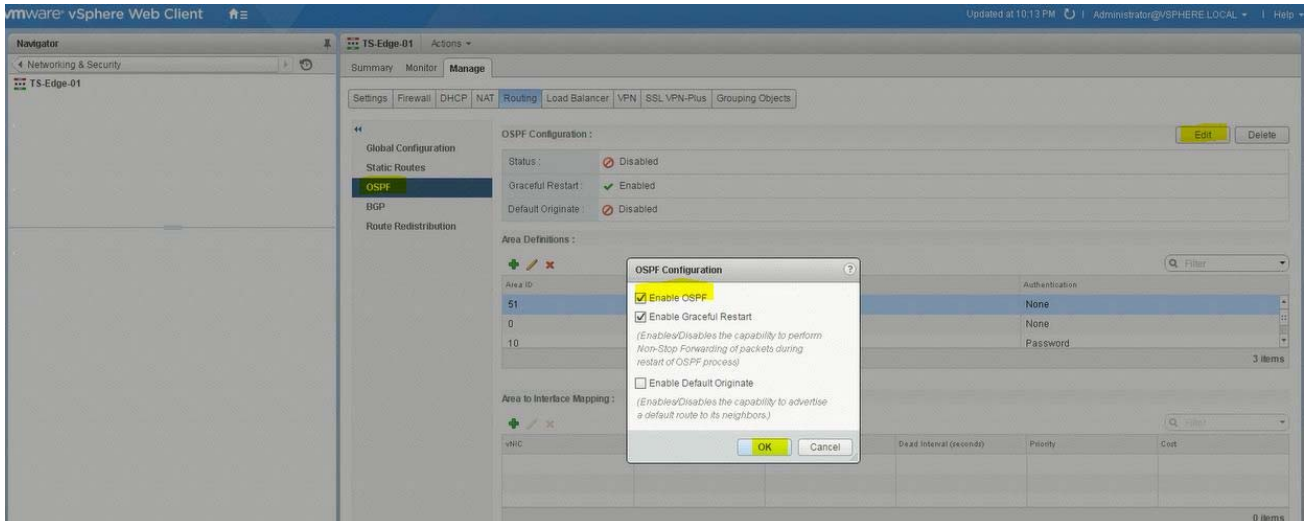 vmware vSphere Web Client
Updated at 10:13 PM | Administrator@VSPHERE.LOCAL | Help
Navigator
Networking & Security
TS-Edge-01
TS-Edge-01 Actions
Summary Monitor Manage
Settings Firewall DHCP NAT Routing Load Balancer VPN SSL VPN-Plus Grouping Objects
Global Configuration
Static Routes
OSPF
BGP
Route Redistribution
OSPF Configuration :
Edit Delete
Status : Disabled
Graceful Restart : Enabled
Default Originate : Disabled
Area Definitions :
Filter
Area ID Authentication
51 None
0 None
10 Password
3 items
Area to Interface Mapping :
Filter
vNIC Dead Interval (seconds) Priority Cost
0 items
OSPF Configuration
?
Enable OSPF
Enable Graceful Restart
(Enables/Disables the capability to perform
Non-Stop Forwarding of packets during
restart of OSPF process)
Enable Default Originate
(Enables/Disables the capability to advertise
a default route to its neighbors.)
OK Cancel